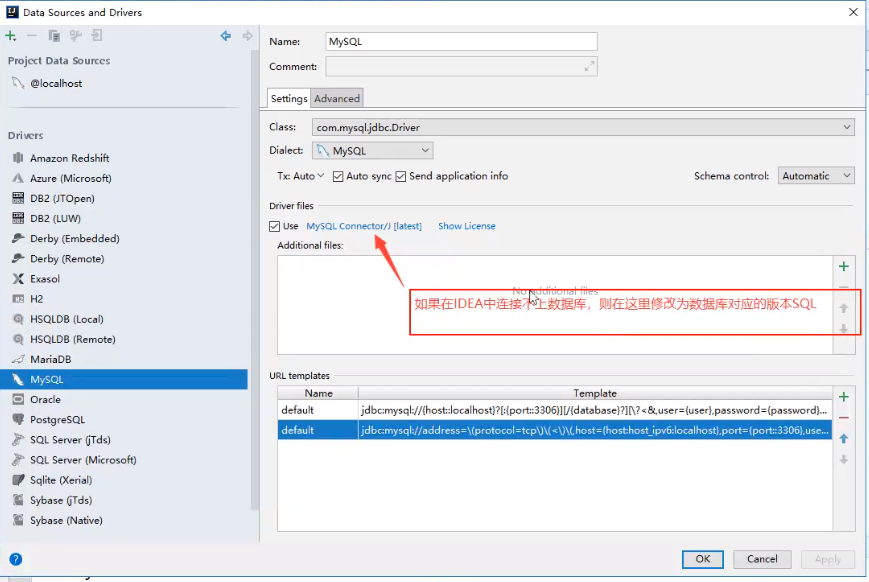 Data Sources and Drivers
Project Data Sources
@localhost
Drivers
Amazon Redshift
Azure (Microsoft)
DB2 (JTOpen)
DB2 (LUW)
Derby (Embedded)
Derby (Remote)
Exasol
H2
HSQLDB (Local)
HSQLDB (Remote)
MariaDB
MySQL
Oracle
PostgreSQL
SQL Server (jTds)
SQL Server (Microsoft)
Sqlite (Xerial)
Sybase (jTds)
Sybase (Native)
Name: MySQL
Comment:
Settings Advanced
Class: com.mysql.jdbc.Driver
Dialect: MySQL
Tx: Auto Auto sync Send application info Schema control: Automatic
Driver files
Use MySQL Connector/J [latest] Show License
Additional files:
No additional files
如果在IDEA中连接不上数据库，则在这里修改为数据库对应的版本SQL
URL templates
Name Template
default jdbc:mysql://{host::localhost}?[:{port::3306}][/{database}?][\?<&,user={user},password={password}...
default jdbc:mysql://address=\(protocol=tcp\)\(<\)\(,host={host:host_ipv6:localhost},port={port::3306},use...
OK Cancel Apply